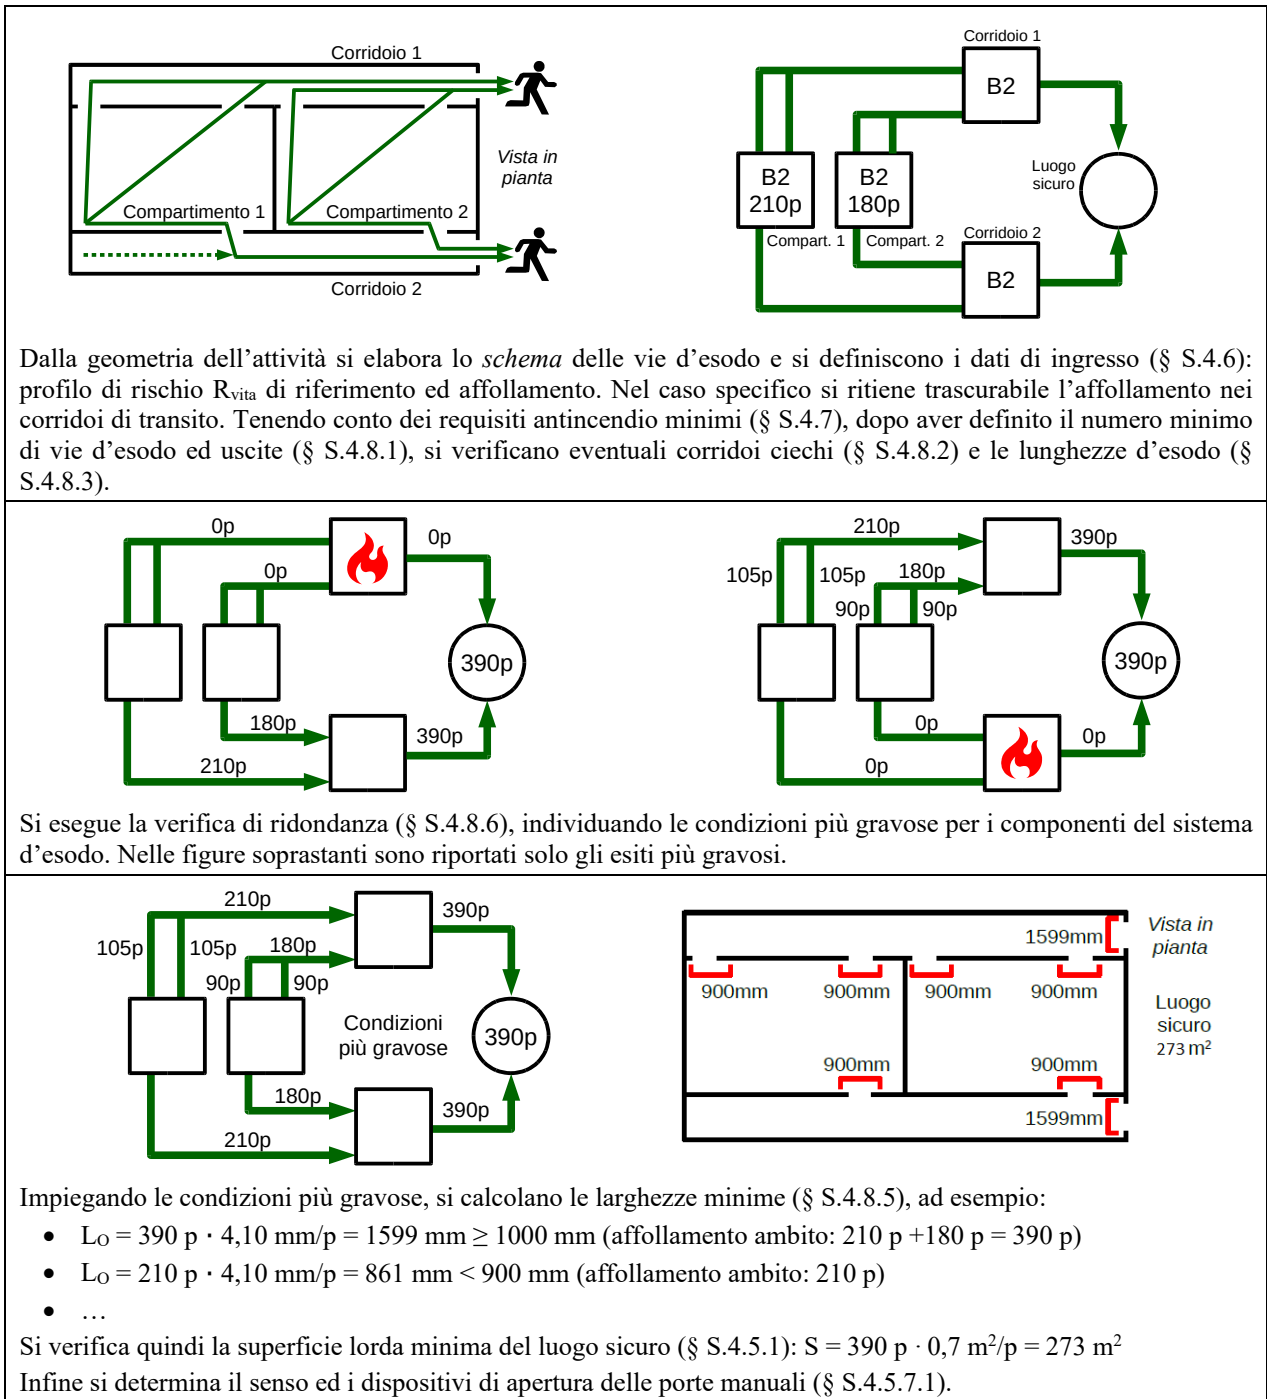 Corridoio 1
Vista in
pianta
Compartimento 1
Compartimento 2
Corridoio 2
Corridoio 1
B2
B2
210p
B2
180p
Luogo
sicuro
Compart. 1
Compart. 2
Corridoio 2
B2
Dalla geometria dell’attività si elabora lo schema delle vie d’esodo e si definiscono i dati di ingresso (§ S.4.6):
profilo di rischio Rvita di riferimento ed affollamento. Nel caso specifico si ritiene trascurabile l’affollamento nei
corridoi di transito. Tenendo conto dei requisiti antincendio minimi (§ S.4.7), dopo aver definito il numero minimo
di vie d’esodo ed uscite (§ S.4.8.1), si verificano eventuali corridoi ciechi (§ S.4.8.2) e le lunghezze d’esodo (§
S.4.8.3).
0p
0p
0p
390p
180p
390p
210p
210p
390p
105p
105p
180p
90p
90p
390p
0p
0p
0p
Si esegue la verifica di ridondanza (§ S.4.8.6), individuando le condizioni più gravose per i componenti del sistema
d’esodo. Nelle figure soprastanti sono riportati solo gli esiti più gravosi.
210p
390p
105p
105p
180p
90p
90p
Condizioni
più gravose
390p
180p
390p
210p
1599mm
Vista in
pianta
900mm
900mm
900mm
900mm
Luogo
sicuro
273 m²
900mm
900mm
1599mm
Impiegando le condizioni più gravose, si calcolano le larghezze minime (§ S.4.8.5), ad esempio:
• LO = 390 p · 4,10 mm/p = 1599 mm ≥ 1000 mm (affollamento ambito: 210 p +180 p = 390 p)
• LO = 210 p · 4,10 mm/p = 861 mm < 900 mm (affollamento ambito: 210 p)
• …
Si verifica quindi la superficie lorda minima del luogo sicuro (§ S.4.5.1): S = 390 p · 0,7 m²/p = 273 m²
Infine si determina il senso ed i dispositivi di apertura delle porte manuali (§ S.4.5.7.1).